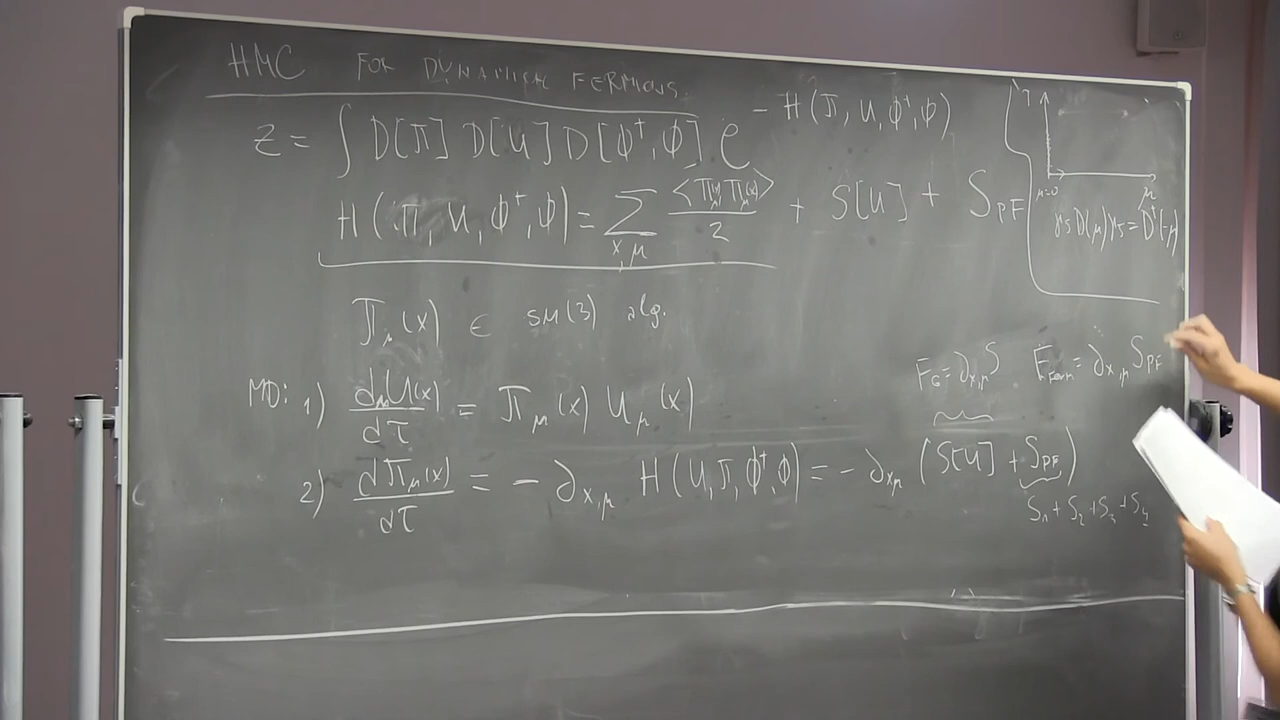 HMC FOR DYNAMICAL FERMIONS
Z = ∫ D[π] D[U] D[ϕ†,ϕ] e^{-H(π, U, ϕ†, ϕ)}
H(π, U, ϕ†, ϕ) = Σ_{x,μ} <π_μ(x) π_μ(x)>/2 + S[U] + S_PF
π_μ(x) ∈ su(3) alg.
MD: 1) dU_μ(x)/dτ = π_μ(x) U_μ(x)
2) dπ_μ(x)/dτ = - ∂_{x,μ} H(U, π, ϕ†, ϕ) = - ∂_{x,μ} (S[U] + S_PF)
S_1 + S_2 + S_3 + S_4
F_G = ∂_{x,μ} S F_Ferm = ∂_{x,μ} S_PF
T
μ=0 μ
γ5 D(μ) γ5 = D†(-μ)